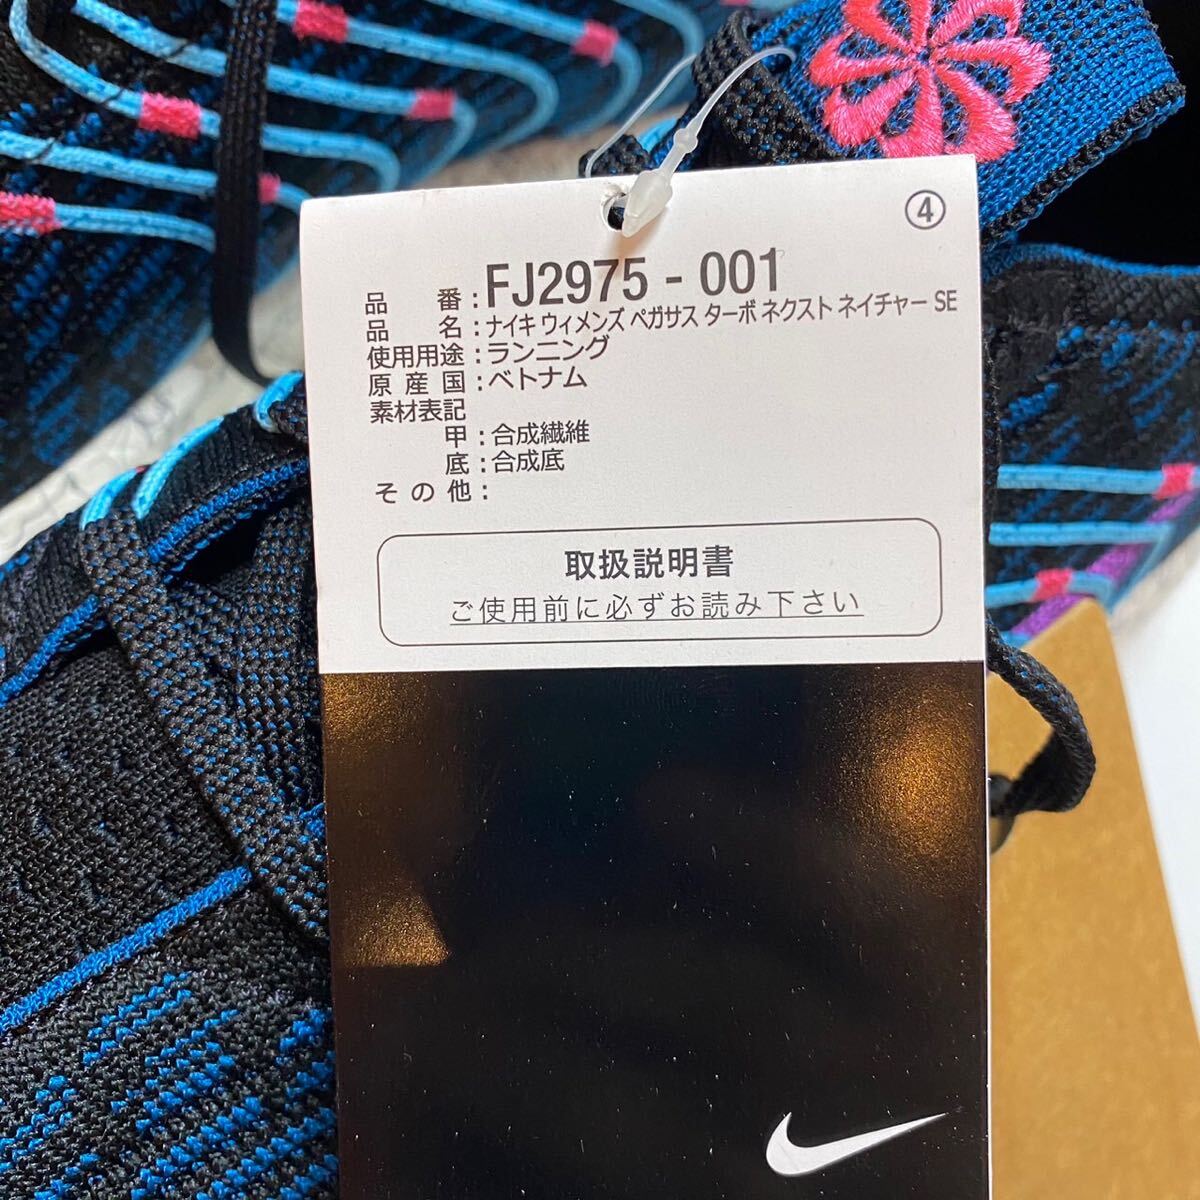 ④
品番：FJ2975 - 001
品名：ナイキ ウィメンズ ペガサス ターボ ネクスト ネイチャー SE
使用用途：ランニング
原産国：ベトナム
素材表記
甲：合成繊維
底：合成底
その他：
取扱説明書
ご使用前に必ずお読み下さい